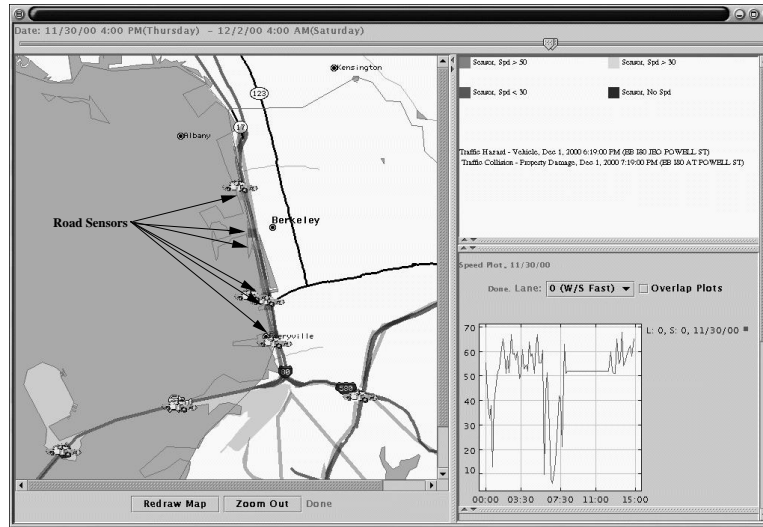 Date: 11/30/00 4:00 PM(Thursday) - 12/2/00 4:00 AM(Saturday)
Kensington
123
17
Albany
Road Sensors
Berkeley
80
580
Redraw Map
Zoom Out
Done
Sensor, Spd > 50
Sensor, Spd > 30
Sensor, Spd < 30
Sensor, No Spd
Traffic Hazard - Vehicle, Dec 1, 2000 6:19:00 PM (EB I80 JEO POWELL ST)
Traffic Collision - Property Damage, Dec 1, 2000 7:19:00 PM (EB I80 AT POWELL ST)
Speed Plot, 11/30/00
Done. Lane: 0 (W/S Fast) Overlap Plots
L: 0, S: 0, 11/30/00
70
60
50
40
30
20
10
00:00 03:30 07:30 11:00 15:00